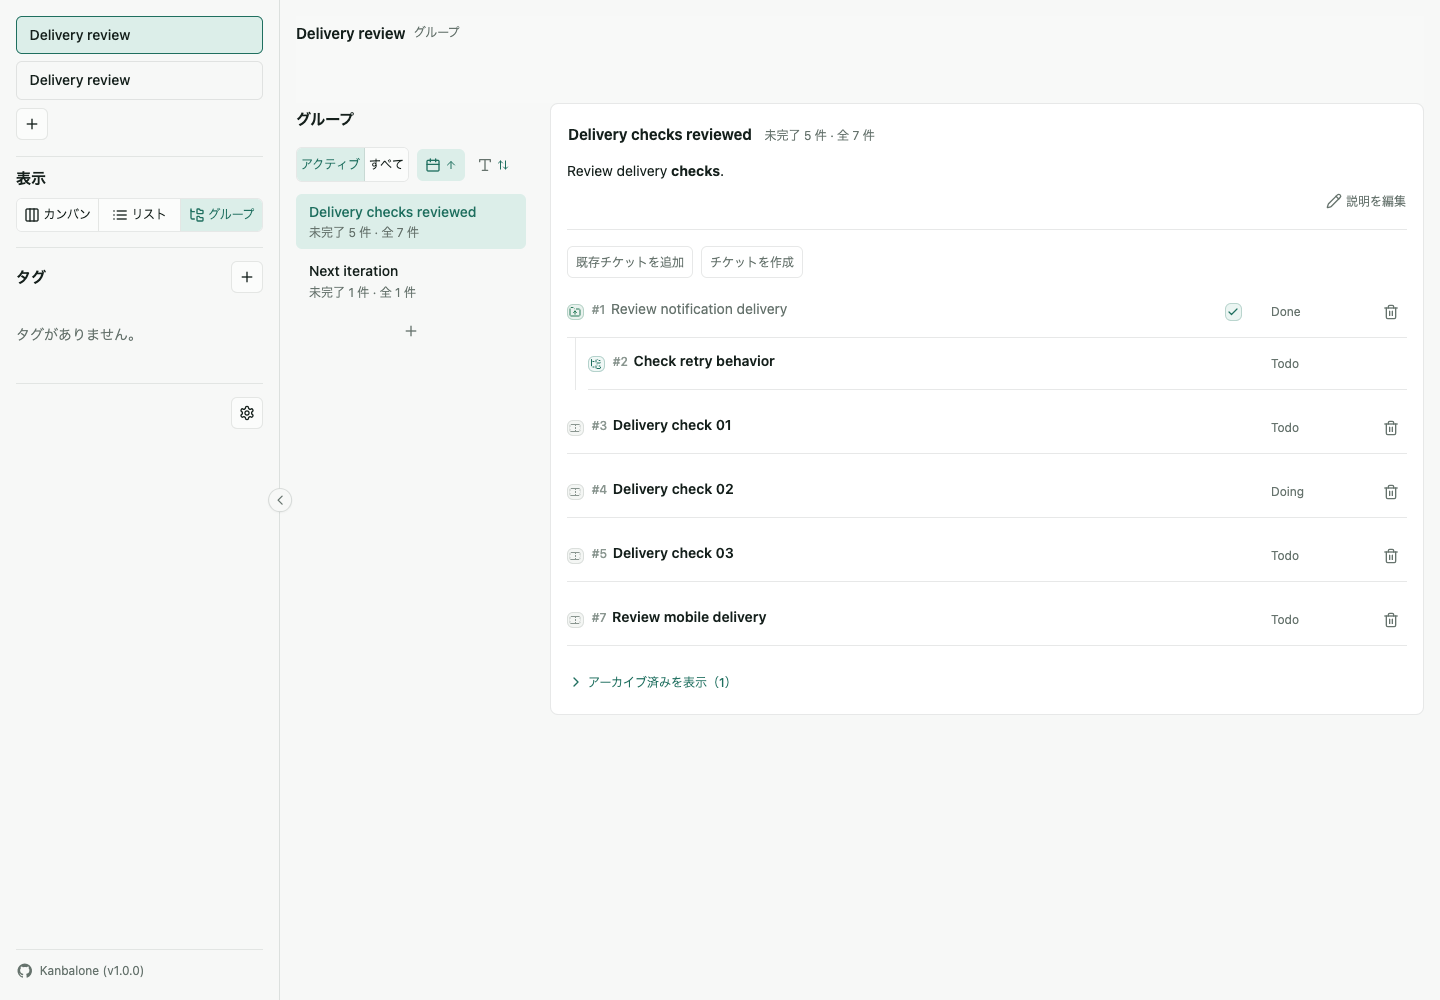 Delivery review
Delivery review
表示
カンバン
リスト
グループ
タグ
タグがありません。
Kanbalone (v1.0.0)
Delivery review グループ
グループ
アクティブ すべて
Delivery checks reviewed
未完了 5 件 · 全 7 件
Next iteration
未完了 1 件 · 全 1 件
Delivery checks reviewed 未完了 5 件 · 全 7 件
Review delivery checks.
説明を編集
既存チケットを追加 チケットを作成
#1 Review notification delivery Done
#2 Check retry behavior Todo
#3 Delivery check 01 Todo
#4 Delivery check 02 Doing
#5 Delivery check 03 Todo
#7 Review mobile delivery Todo
アーカイブ済みを表示（1）